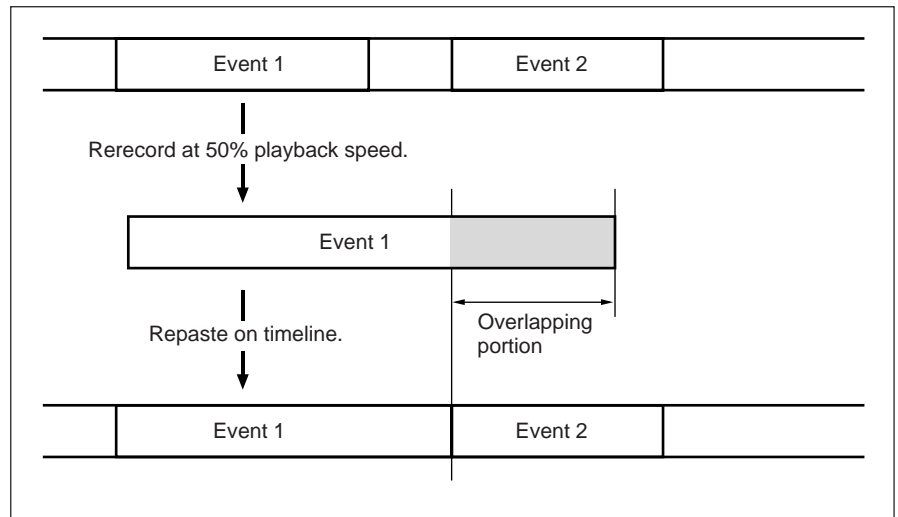 Event 1
Event 2
Rerecord at 50% playback speed.
Event 1
Repaste on timeline.
Overlapping
portion
Event 1
Event 2